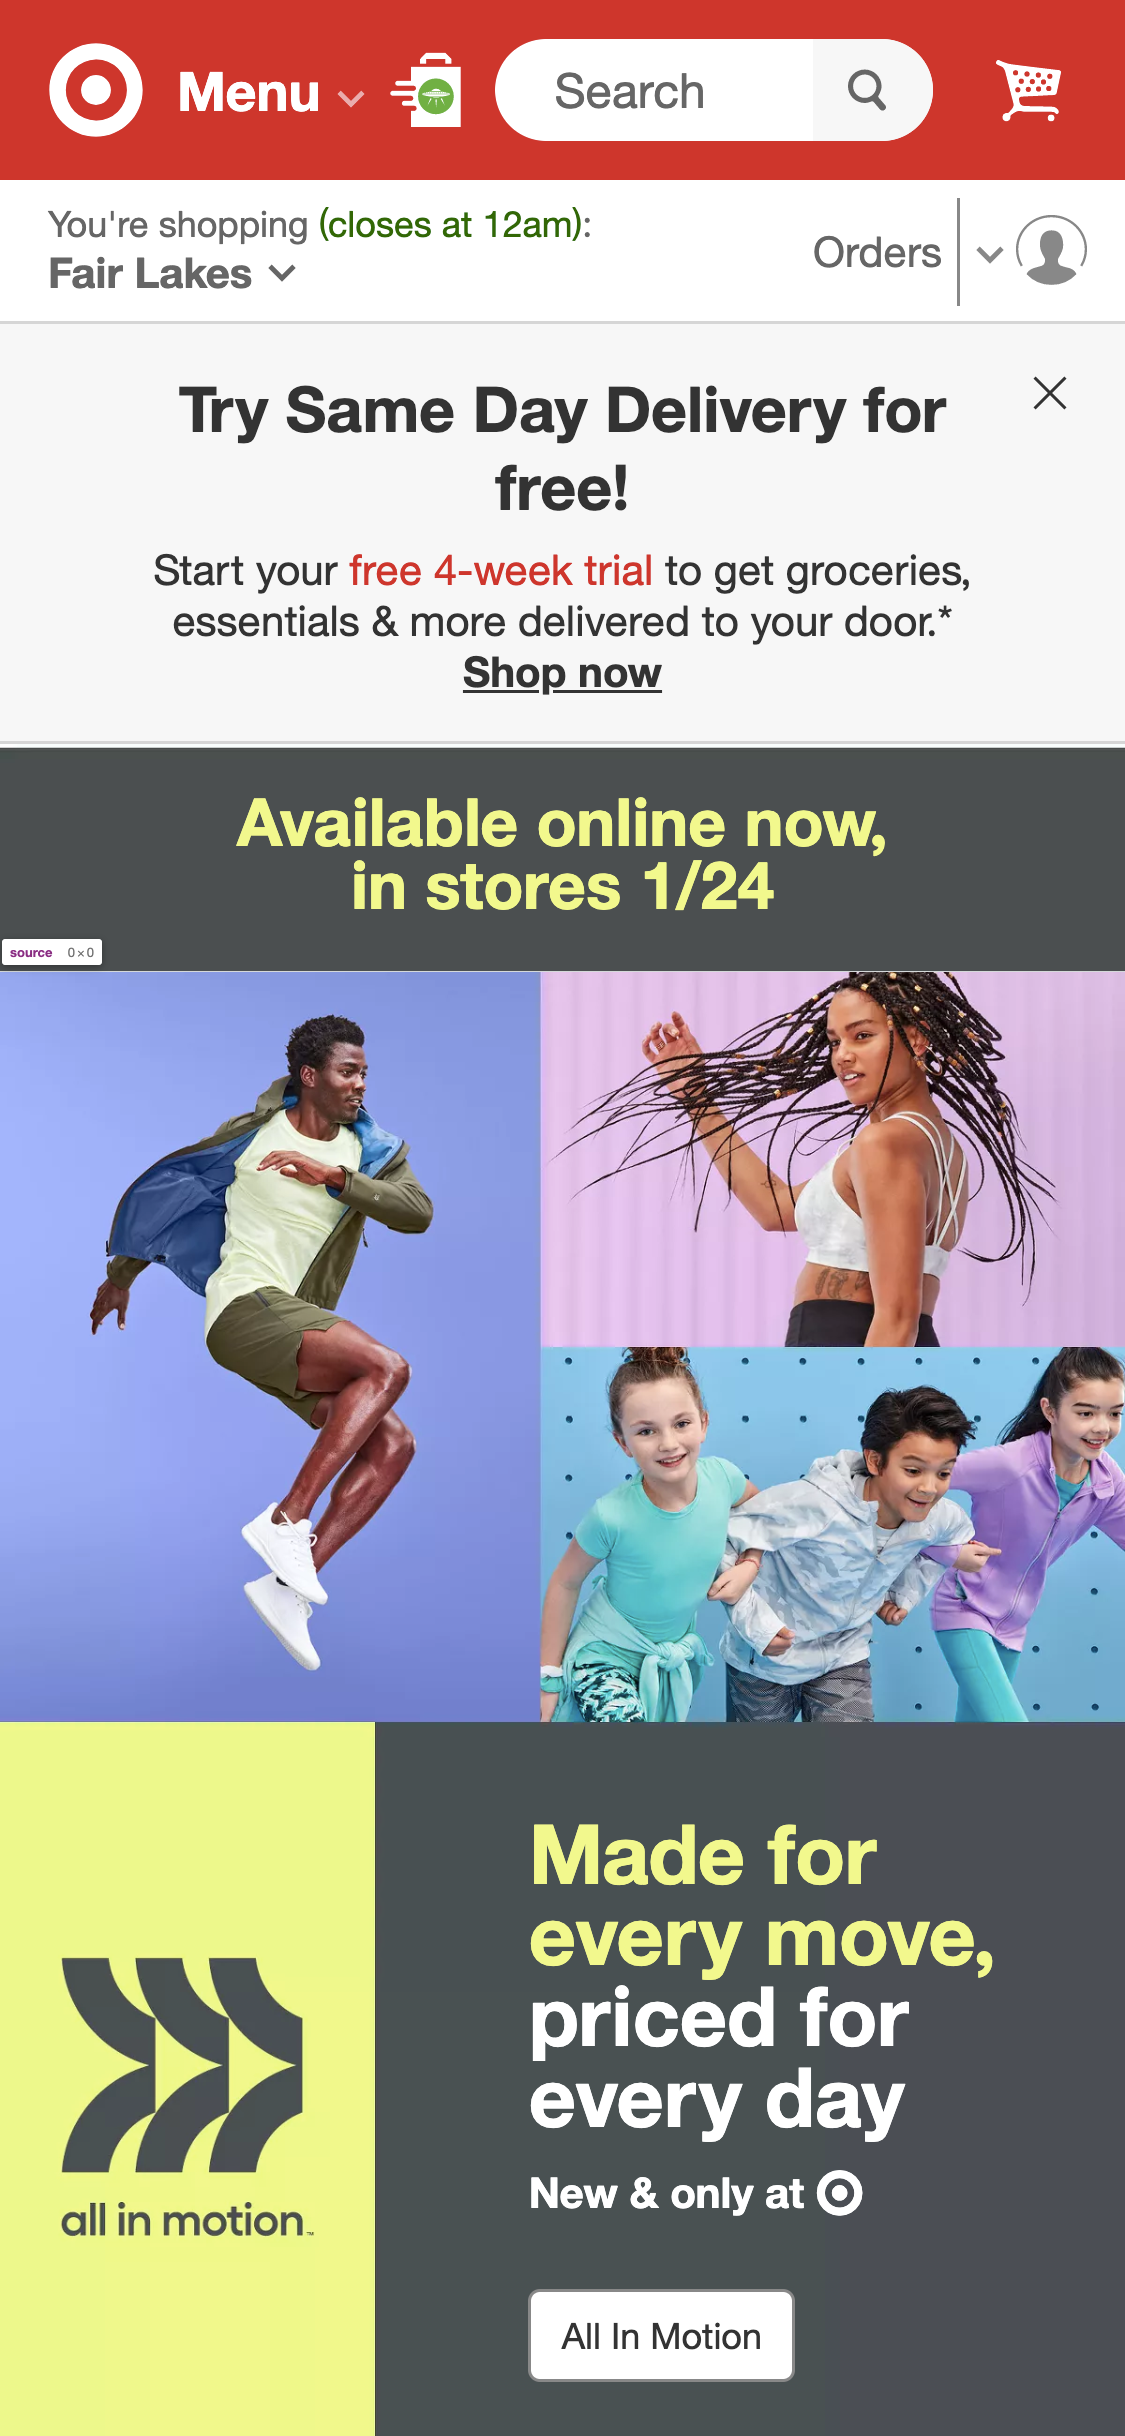 Menu
Search
You're shopping (closes at 12am):
Fair Lakes
Orders
Try Same Day Delivery for
free!
Start your free 4-week trial to get groceries,
essentials & more delivered to your door.*
Shop now
Available online now,
in stores 1/24
source 0×0
Made for
every move,
priced for
every day
New & only at
all in motion™
All In Motion